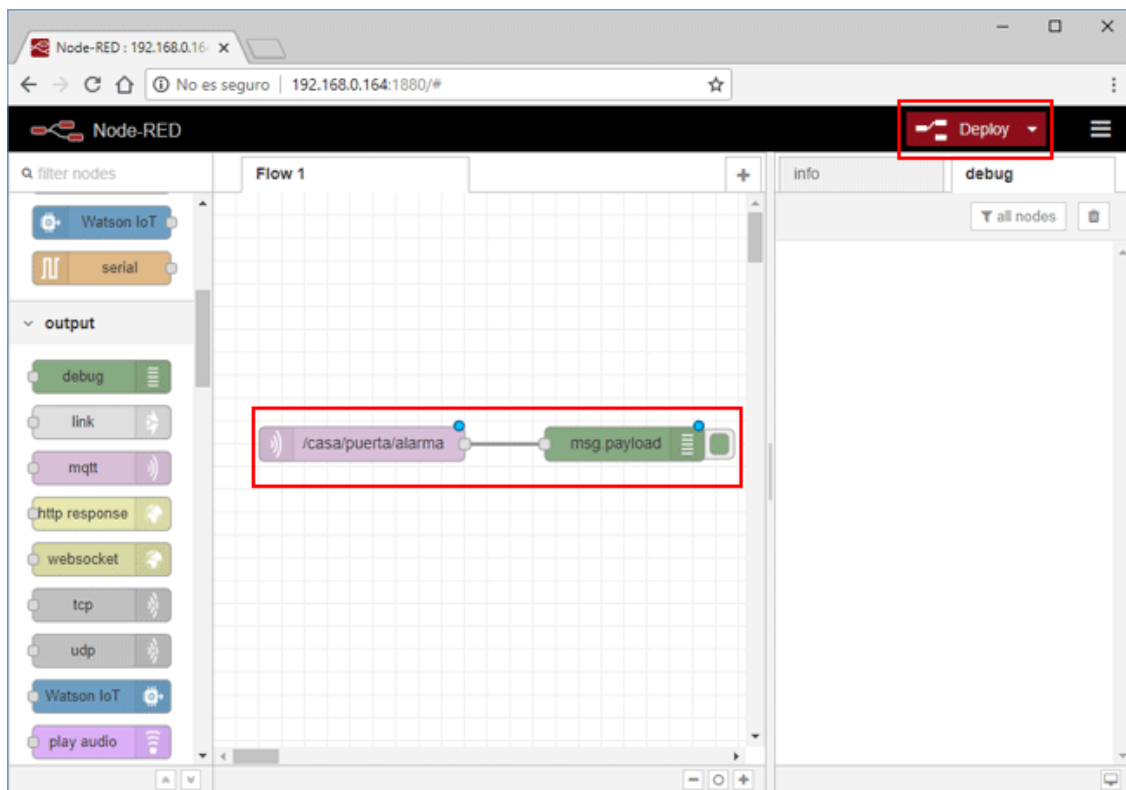 Node-RED : 192.168.0.16
No es seguro | 192.168.0.164:1880/#
Node-RED
Deploy
filter nodes
Flow 1
info
debug
all nodes
Watson IoT
serial
output
debug
link
mqtt
http response
websocket
tcp
udp
Watson IoT
play audio
/casa/puerta/alarma
msg.payload